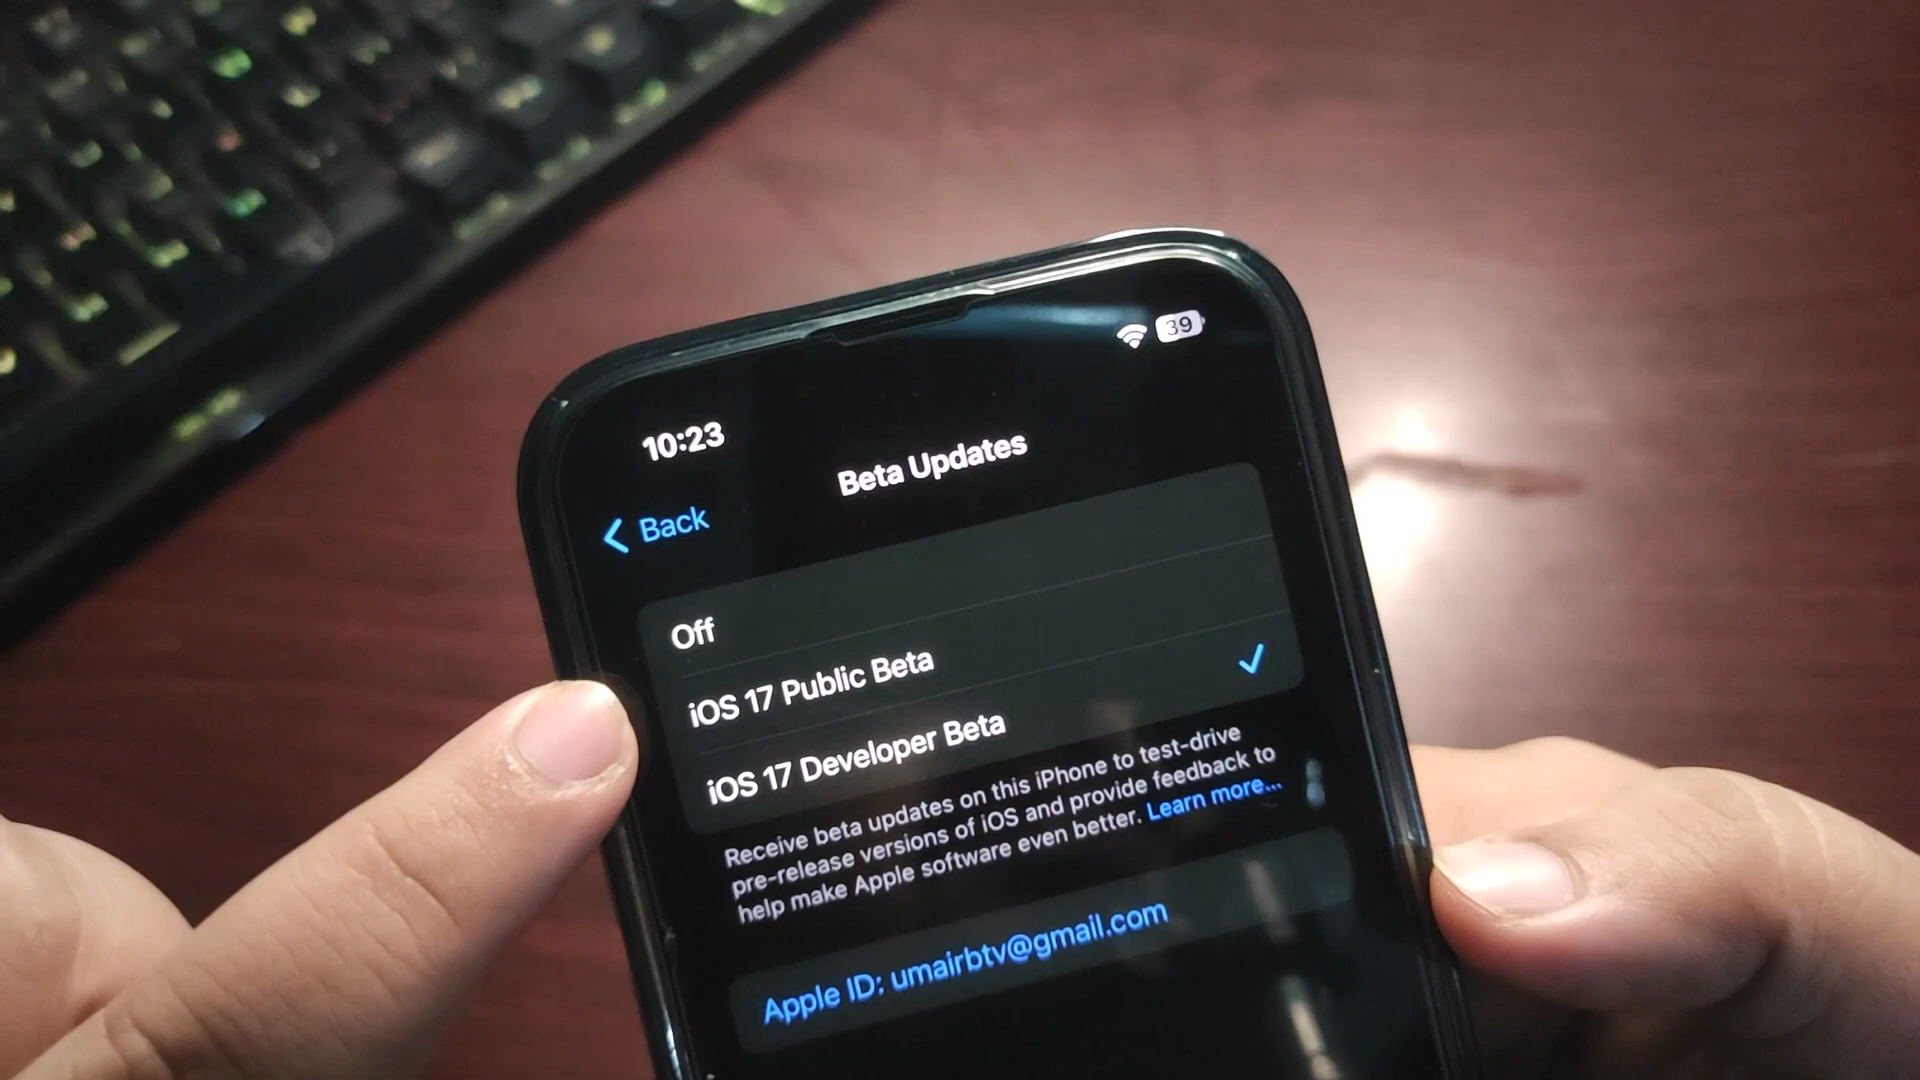 39
10:23
Beta Updates
Back
Off
iOS 17 Public Beta
iOS 17 Developer Beta
Receive beta updates on this iPhone to test-drive
pre-release versions of iOS and provide feedback to
help make Apple software even better. Learn more...
Apple ID: umairbtv@gmail.com